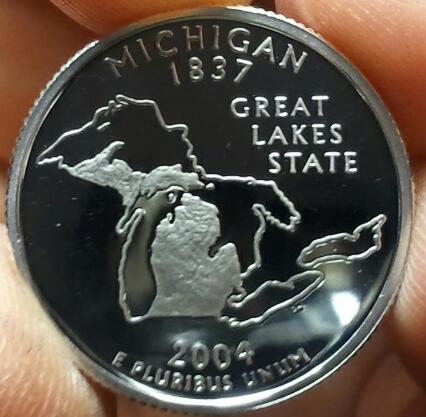 MICHIGAN
1837
GREAT
LAKES
STATE
2004
E PLURIBUS UNUM